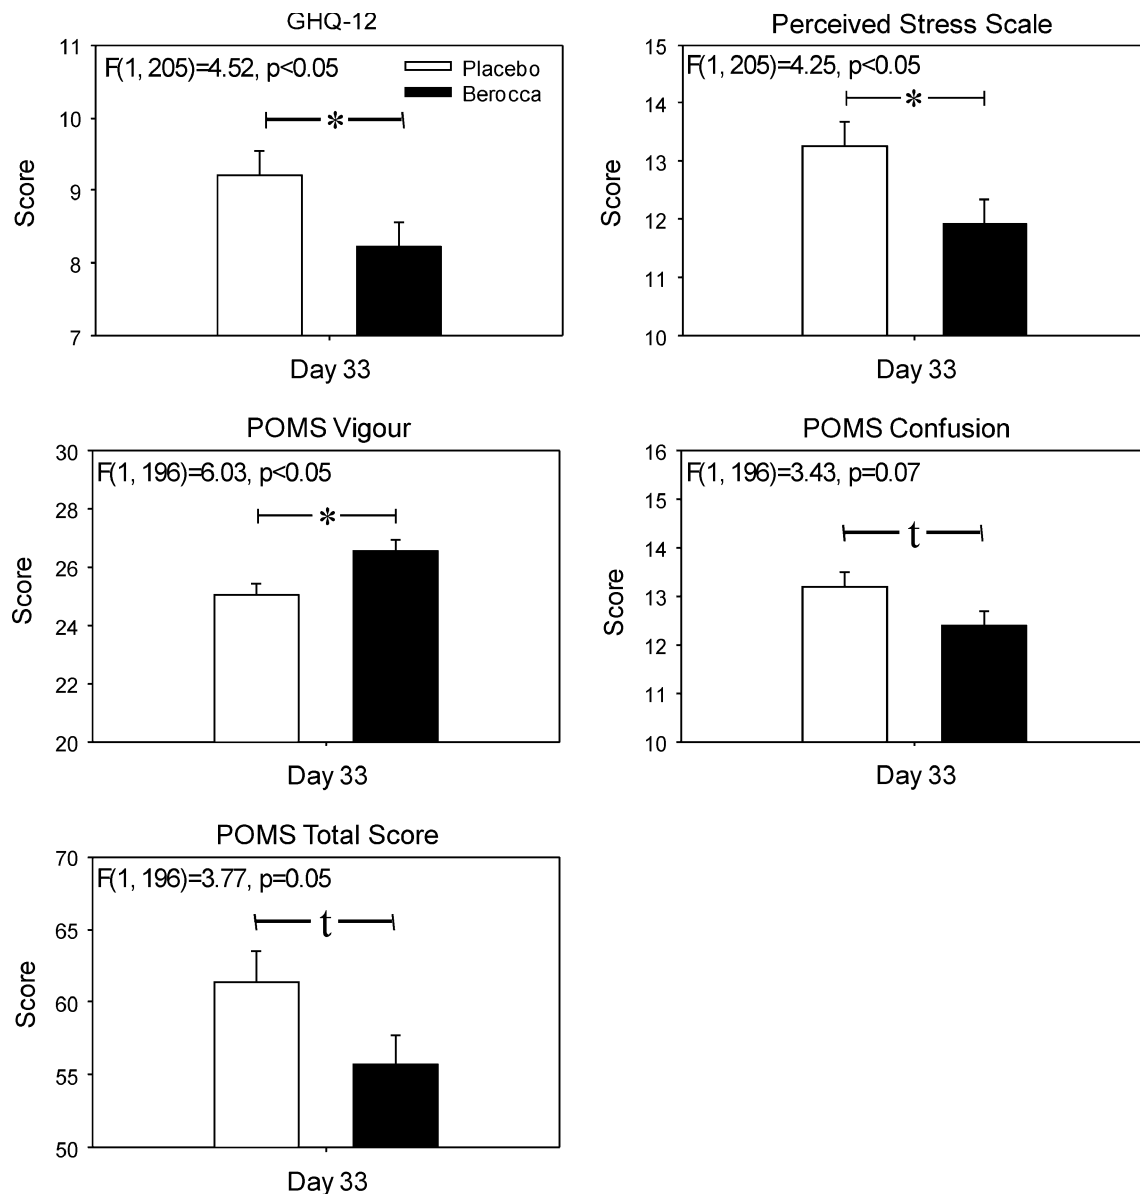 GHQ-12
11
F(1, 205)=4.52, p<0.05
Placebo
Berocca
10
*
9
8
7
Score
Day 33
Perceived Stress Scale
15
F(1, 205)=4.25, p<0.05
14
*
13
12
11
10
Score
Day 33
POMS Vigour
30
F(1, 196)=6.03, p<0.05
28
*
26
24
22
20
Score
Day 33
POMS Confusion
16
F(1, 196)=3.43, p=0.07
15
14
t
13
12
11
10
Score
Day 33
POMS Total Score
70
F(1, 196)=3.77, p=0.05
65
t
60
55
50
Score
Day 33